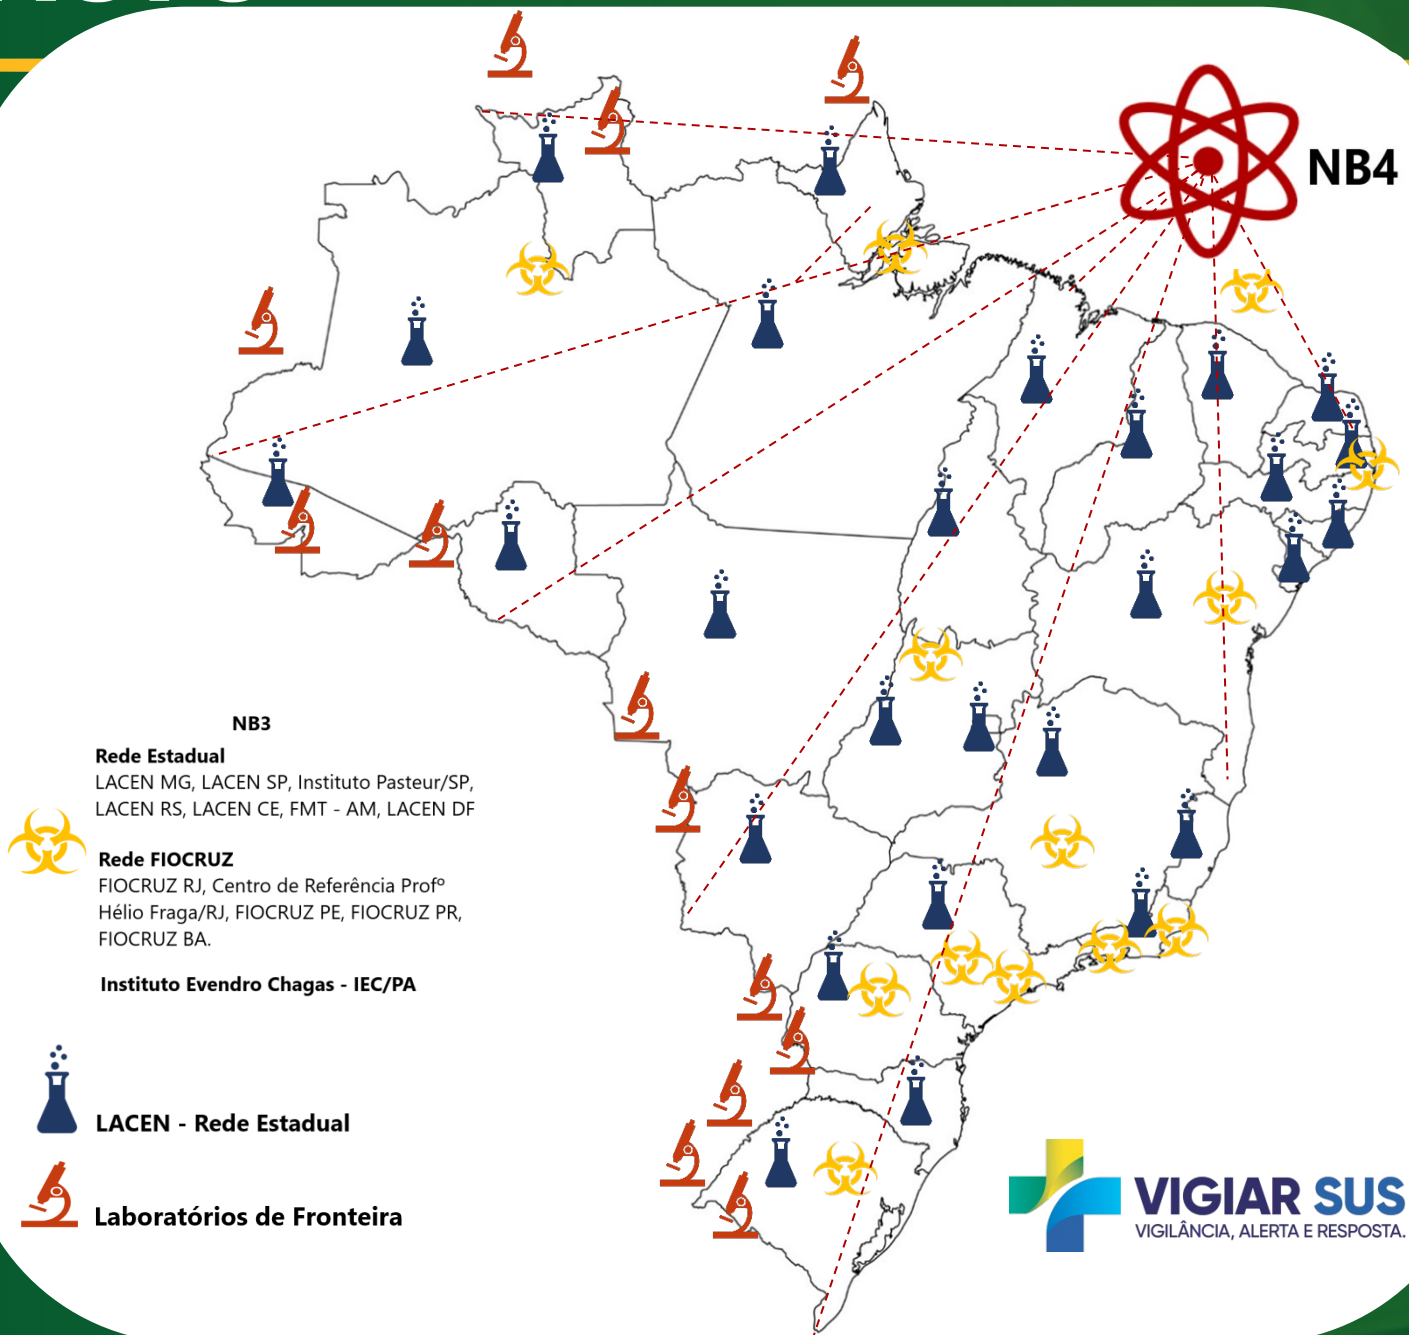 NB4
NB3
Rede Estadual
LACEN MG, LACEN SP, Instituto Pasteur/SP,
LACEN RS, LACEN CE, FMT - AM, LACEN DF
Rede FIOCRUZ
FIOCRUZ RJ, Centro de Referência Profº
Hélio Fraga/RJ, FIOCRUZ PE, FIOCRUZ PR,
FIOCRUZ BA.
Instituto Evendro Chagas - IEC/PA
LACEN - Rede Estadual
Laboratórios de Fronteira
VIGIAR SUS
VIGILÂNCIA, ALERTA E RESPOSTA.